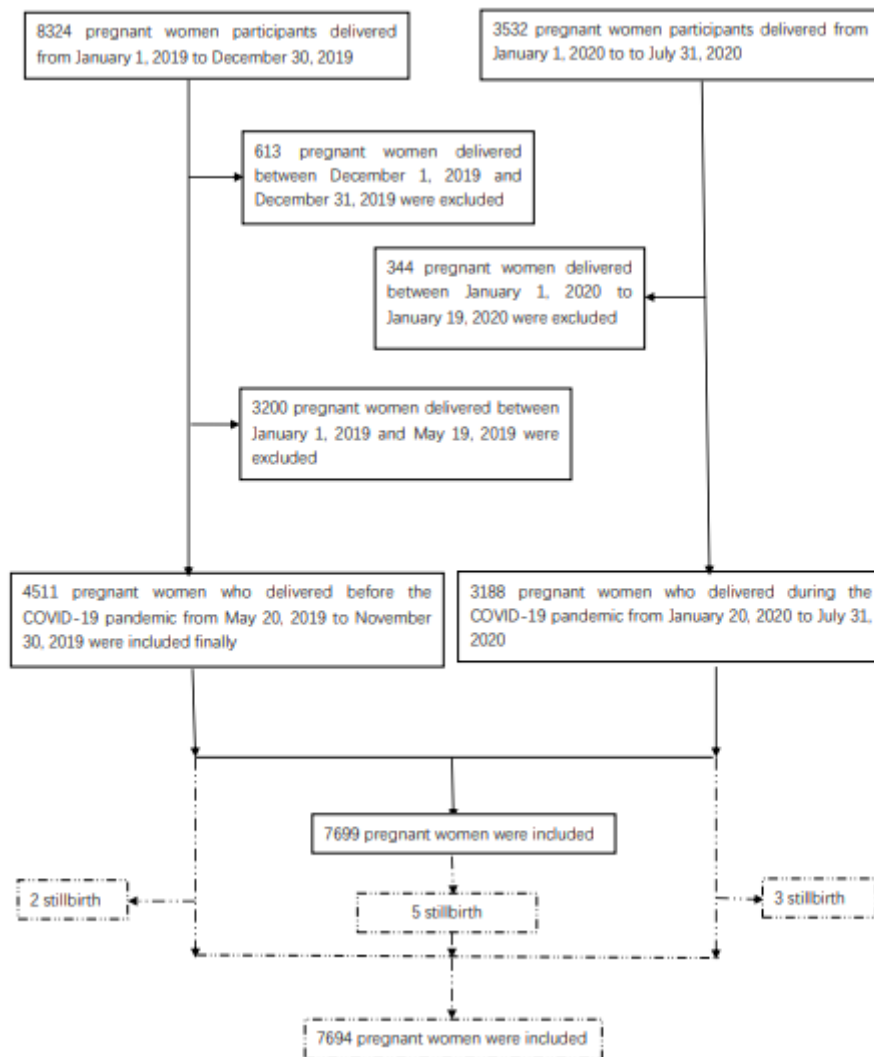 8324 pregnant women participants delivered
from January 1, 2019 to December 30, 2019
3532 pregnant women participants delivered from
January 1, 2020 to to July 31, 2020
613 pregnant women delivered
between December 1, 2019 and
December 31, 2019 were excluded
344 pregnant women delivered
between January 1, 2020 to
January 19, 2020 were excluded
3200 pregnant women delivered between
January 1, 2019 and May 19, 2019 were
excluded
4511 pregnant women who delivered before the
COVID-19 pandemic from May 20, 2019 to November
30, 2019 were included finally
3188 pregnant women who delivered during the
COVID-19 pandemic from January 20, 2020 to July 31,
2020
7699 pregnant women were included
2 stillbirth
5 stillbirth
3 stillbirth
7694 pregnant women were included